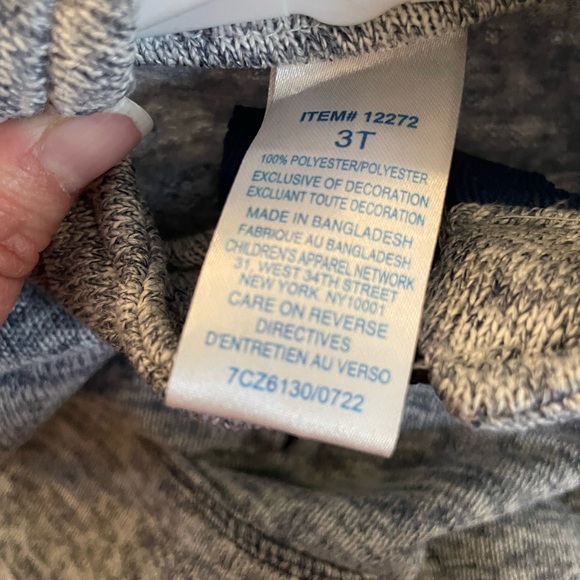 ITEM# 12272
3T
100% POLYESTER/POLYESTER
EXCLUSIVE OF DECORATION
EXCLUANT TOUTE DECORATION
MADE IN BANGLADESH
FABRIQUE AU BANGLADESH
CHILDREN'S APPAREL NETWORK
31, WEST 34TH STREET
NEW YORK, NY10001
CARE ON REVERSE
DIRECTIVES
D'ENTRETIEN AU VERSO
7CZ6130/0722